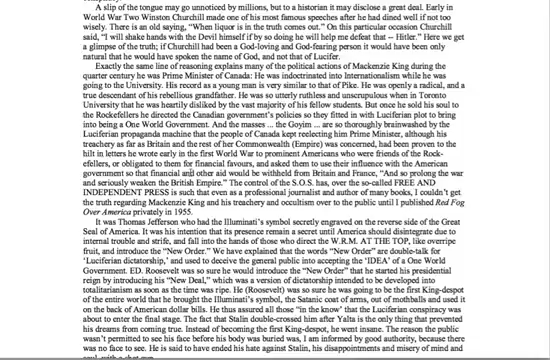 A slip of the tongue may go unnoticed by millions, but to a historian it may disclose a great deal. Early in
World War Two Winston Churchill made one of his most famous speeches after he had dined well if not too
wisely. There is an old saying, "When liquor is in the truth comes out." On this particular occasion Churchill
said, "I will shake hands with the Devil himself if by so doing he will help me defeat that -- Hitler." Here we get
a glimpse of the truth; if Churchill had been a God-loving and God-fearing person it would have been only
natural that he would have spoken the name of God, and not that of Lucifer.
Exactly the same line of reasoning explains many of the political actions of Mackenzie King during the
quarter century he was Prime Minister of Canada: He was indoctrinated into Internationalism while he was
going to the University. His record as a young man is very similar to that of Pike. He was openly a radical, and a
true descendant of his rebellious grandfather. He was so utterly ruthless and unscrupulous when in Toronto
University that he was heartily disliked by the vast majority of his fellow students. But once he sold his soul to
the Rockefellers he directed the Canadian government's policies so they fitted in with Luciferian plot to bring
into being a One World Government. And the masses ... the Goyim ... are so thoroughly brainwashed by the
Luciferian propaganda machine that the people of Canada kept reelecting him Prime Minister, although his
treachery as far as Britain and the rest of her Commonwealth (Empire) was concerned, had been proven to the
hilt in letters he wrote early in the first World War to prominent Americans who were friends of the Rock-
efellers, or obligated to them for financial favours, and asked them to use their influence with the American
government so that financial and other aid would be withheld from Britain and France, "And so prolong the war
and seriously weaken the British Empire." The control of the S.O.S. has, over the so-called FREE AND
INDEPENDENT PRESS is such that even as a professional journalist and author of many books, I couldn't get
the truth regarding Mackenzie King and his treachery and occultism over to the public until I published Red Fog
Over America privately in 1955.
It was Thomas Jefferson who had the Illuminati's symbol secretly engraved on the reverse side of the Great
Seal of America. It was his intention that its presence remain a secret until America should disintegrate due to
internal trouble and strife, and fall into the hands of those who direct the W.R.M. AT THE TOP, like overripe
fruit, and introduce the "New Order." We have explained that the words "New Order" are double-talk for
'Luciferian dictatorship,' and used to deceive the general public into accepting the 'IDEA' of a One World
Government. ED. Roosevelt was so sure he would introduce the "New Order" that he started his presidential
reign by introducing his "New Deal," which was a version of dictatorship intended to be developed into
totalitarianism as soon as the time was ripe. He (Roosevelt) was so sure he was going to be the first King-despot
of the entire world that he brought the Illuminati's symbol, the Satanic coat of arms, out of mothballs and used it
on the back of American dollar bills. He thus assured all those "in the know" that the Luciferian conspiracy was
about to enter the final stage. The fact that Stalin double-crossed him after Yalta is the only thing that prevented
his dreams from coming true. Instead of becoming the first King-despot, he went insane. The reason the public
wasn't permitted to see his face before his body was buried was, I am informed by good authority, because there
was no face to see. He is said to have ended his hate against Stalin, his disappointments and misery of mind and